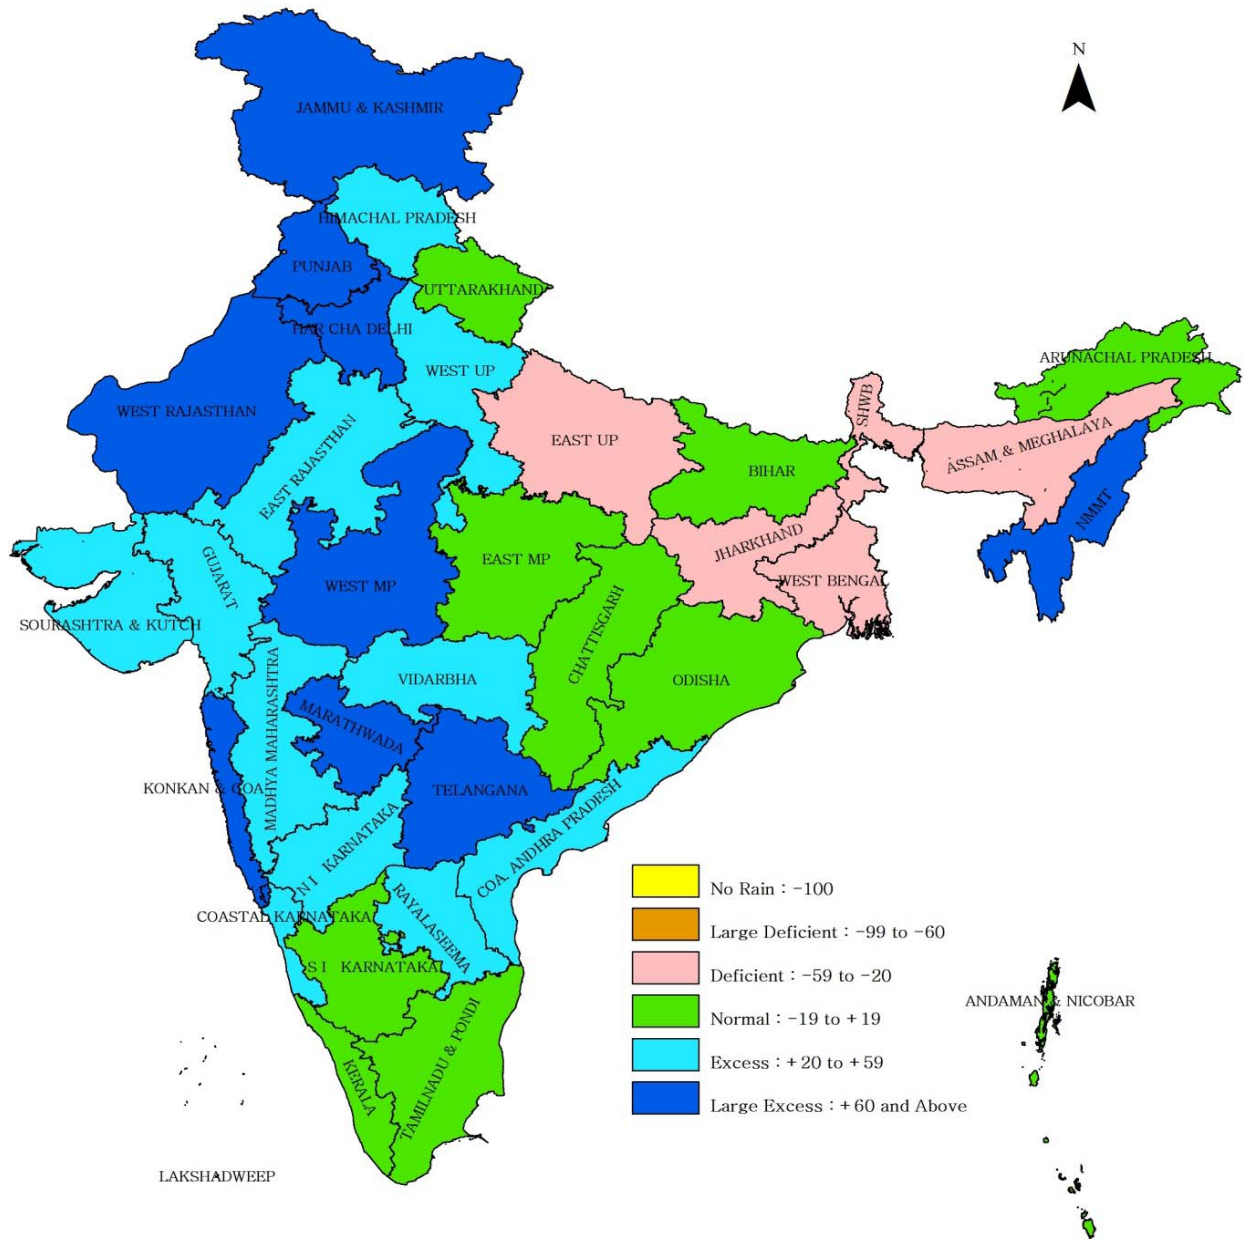 N
JAMMU & KASHMIR
HIMACHAL PRADESH
PUNJAB
UTTARAKHAND
HAR CHA DELHI
WEST UP
ARUNACHAL PRADESH
WEST RAJASTHAN
EAST RAJASTHAN
EAST UP
SHWB
ASSAM & MEGHALAYA
BIHAR
NMMT
JHARKHAND
EAST MP
GUJARAT
WEST MP
WEST BENGAL
CHATTISGARH
SOURASHTRA & KUTCH
MADHYA MAHARASHTRA
VIDARBHA
ODISHA
MARATHWADA
KONKAN & GOA
TELANGANA
COA. ANDHRA PRADESH
N I KARNATAKA
RAYALASEEMA
COASTAL KARNATAKA
S I KARNATAKA
TAMILNADU & PONDI
KERALA
ANDAMAN & NICOBAR
LAKSHADWEEP
No Rain : -100
Large Deficient : -99 to -60
Deficient : -59 to -20
Normal : -19 to +19
Excess : +20 to +59
Large Excess : +60 and Above